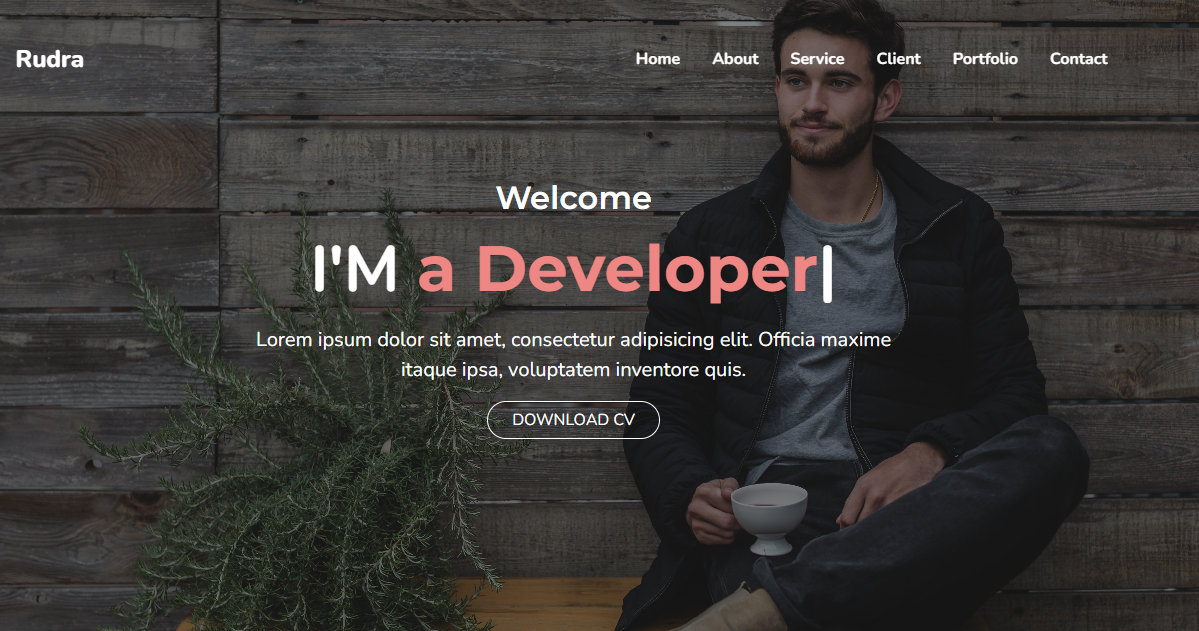 Rudra
Home About Service Client Portfolio Contact
Welcome
I'M a Developer|
Lorem ipsum dolor sit amet, consectetur adipisicing elit. Officia maxime
itaque ipsa, voluptatem inventore quis.
DOWNLOAD CV